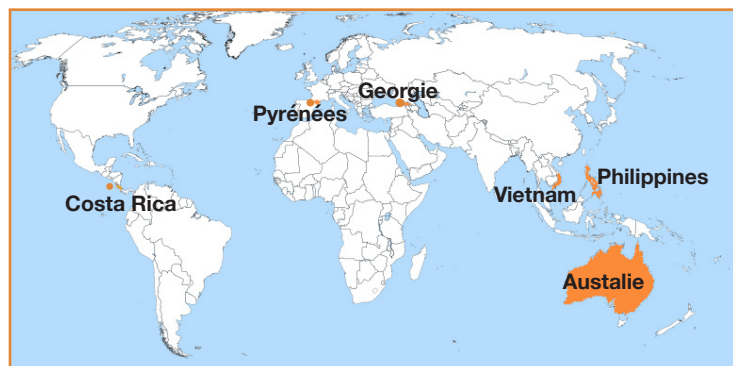 Georgie
Pyrénées
Philippines
Vietnam
Costa Rica
Austalie